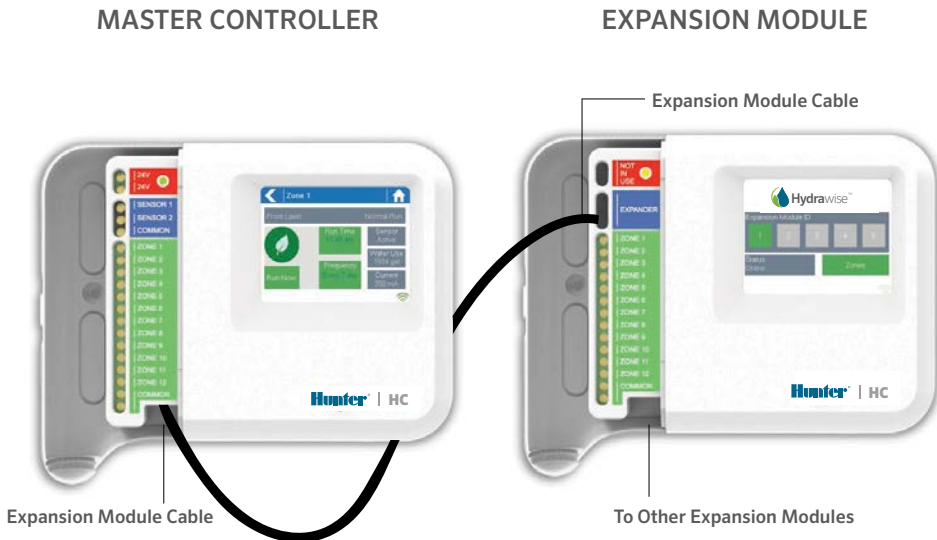 MASTER CONTROLLER
EXPANSION MODULE
Expansion Module Cable
24V
24V
SENSOR 1
SENSOR 2
COMMON
ZONE 1
ZONE 2
ZONE 3
ZONE 4
ZONE 5
ZONE 6
ZONE 7
ZONE 8
ZONE 9
ZONE 10
ZONE 11
ZONE 12
COMMON
Zone 1
Front Lawn
Normal Run
Run Time
Sensor
Active
Water Use
Run Now
Frequency
Current
Hunter® | HC
NOT
IN
USE
EXPANDER
ZONE 1
ZONE 2
ZONE 3
ZONE 4
ZONE 5
ZONE 6
ZONE 7
ZONE 8
ZONE 9
ZONE 10
ZONE 11
ZONE 12
COMMON
Hydrawise™
Expansion Module ID
1 2 3 4 5
Status
Online
Zones
Hunter® | HC
Expansion Module Cable
To Other Expansion Modules